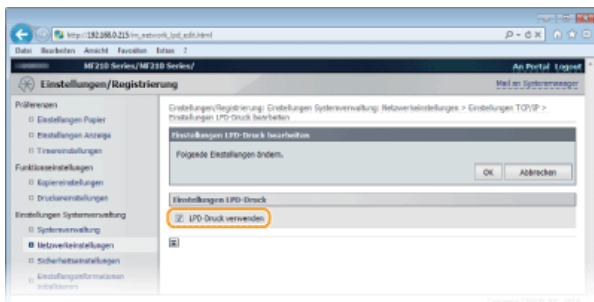 http://192.168.0.215/m_network_lpd_edit.html
Datei Bearbeiten Ansicht Favoriten Extras ?
MF210 Series/MF210 Series/
An Portal Logout
Einstellungen/Registrierung
Mail an Systemmanager
Präferenzen
Einstellungen Papier
Einstellungen Anzeige
Timereinstellungen
Funktionseinstellungen
Kopiereinstellungen
Druckereinstellungen
Einstellungen Systemverwaltung
Systemverwaltung
Netzwerkeinstellungen
Sicherheitseinstellungen
Einstellungsinformationen initialisieren
Einstellungen/Registrierung: Einstellungen Systemverwaltung: Netzwerkeinstellungen > Einstellungen TCP/IP >
Einstellungen LPD-Druck bearbeiten
Einstellungen LPD-Druck bearbeiten
Folgende Einstellungen ändern.
OK Abbrechen
Einstellungen LPD-Druck
LPD-Druck verwenden